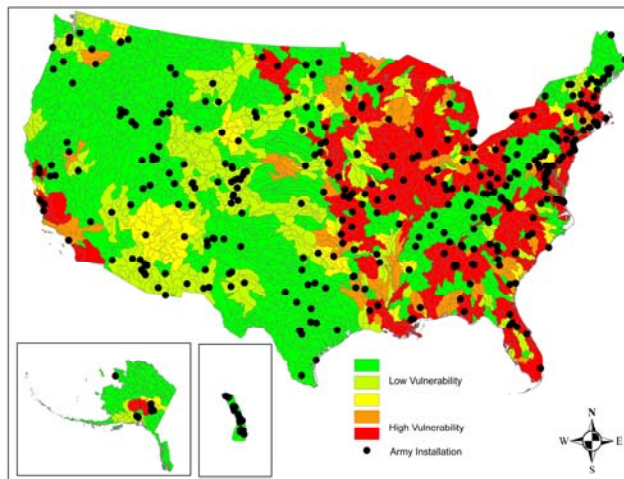 Low Vulnerability
High Vulnerability
Army Installation
N
W E
S